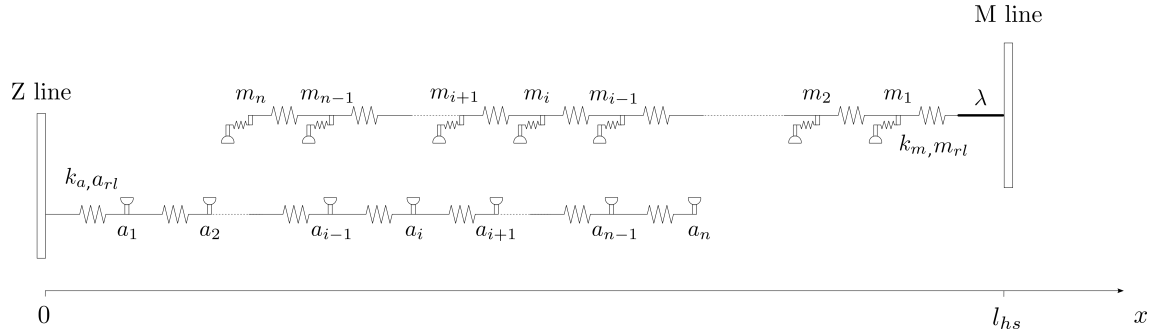 M line
Z line
m_n m_{n-1} m_{i+1} m_i m_{i-1} m_2 m_1 λ
k_m, m_{rl}
k_a, a_{rl}
a_1 a_2 a_{i-1} a_i a_{i+1} a_{n-1} a_n
0 l_{hs} x